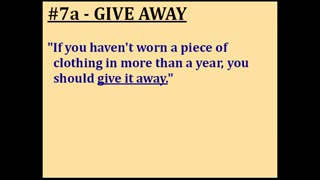 #7a - GIVE AWAY
"If you haven't worn a piece of
clothing in more than a year, you
should give it away."